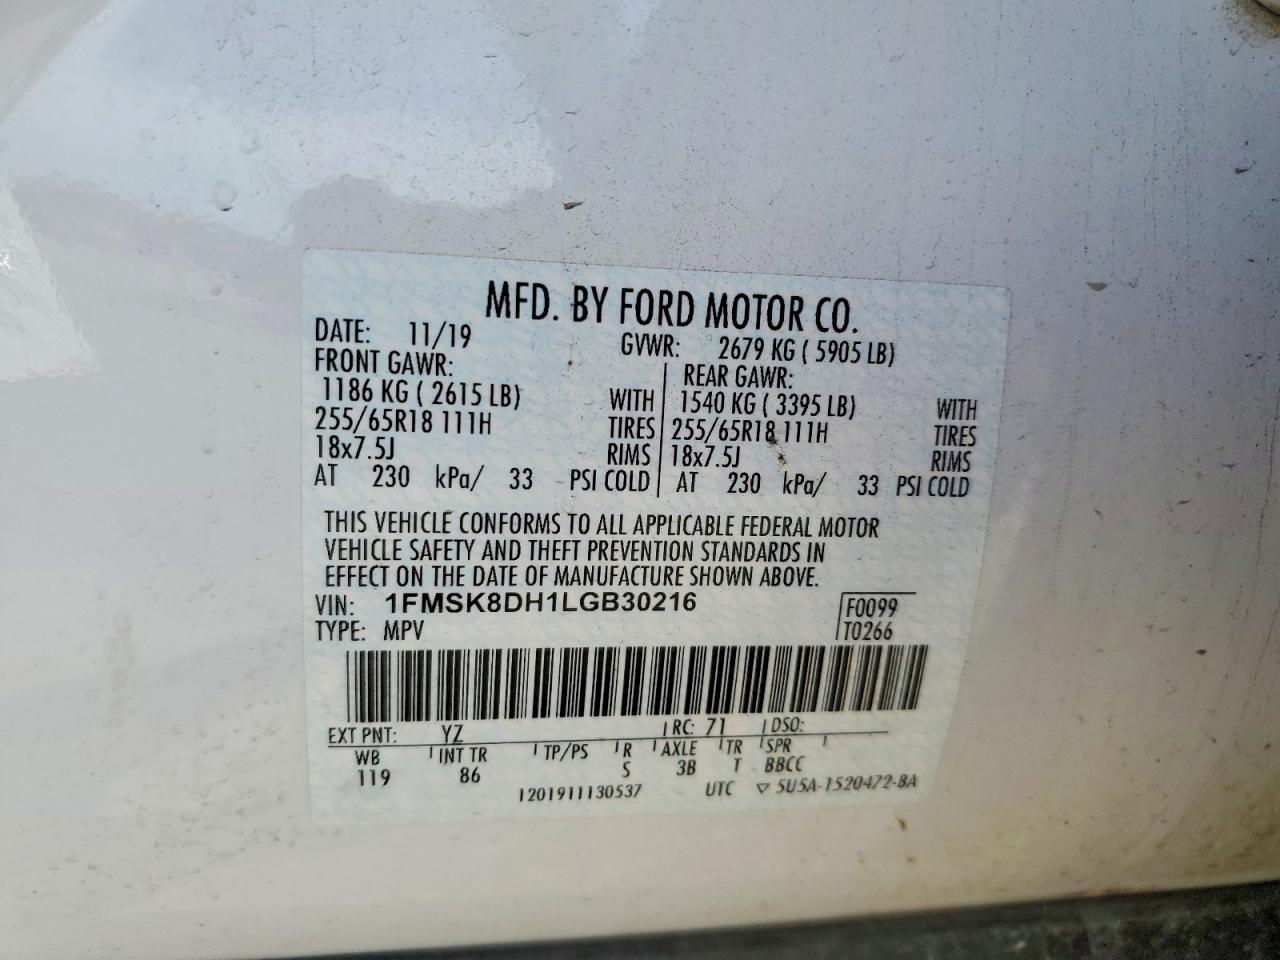 MFD. BY FORD MOTOR CO.
DATE: 11/19 GVWR: 2679 KG ( 5905 LB)
FRONT GAWR: REAR GAWR:
1186 KG ( 2615 LB) WITH 1540 KG ( 3395 LB) WITH
255/65R18 111H TIRES 255/65R18 111H TIRES
18x7.5J RIMS 18x7.5J RIMS
AT 230 kPa/ 33 PSI COLD AT 230 kPa/ 33 PSI COLD
THIS VEHICLE CONFORMS TO ALL APPLICABLE FEDERAL MOTOR
VEHICLE SAFETY AND THEFT PREVENTION STANDARDS IN
EFFECT ON THE DATE OF MANUFACTURE SHOWN ABOVE.
VIN: 1FMSK8DH1LGB30216 F0099
TYPE: MPV T0266
EXT PNT: YZ RC: 71 DSO:
WB INT TR TP/PS R AXLE TR SPR
119 86 S 3B T BBCC
1201911130537 UTC ▽ 5U5A-1520472-BA